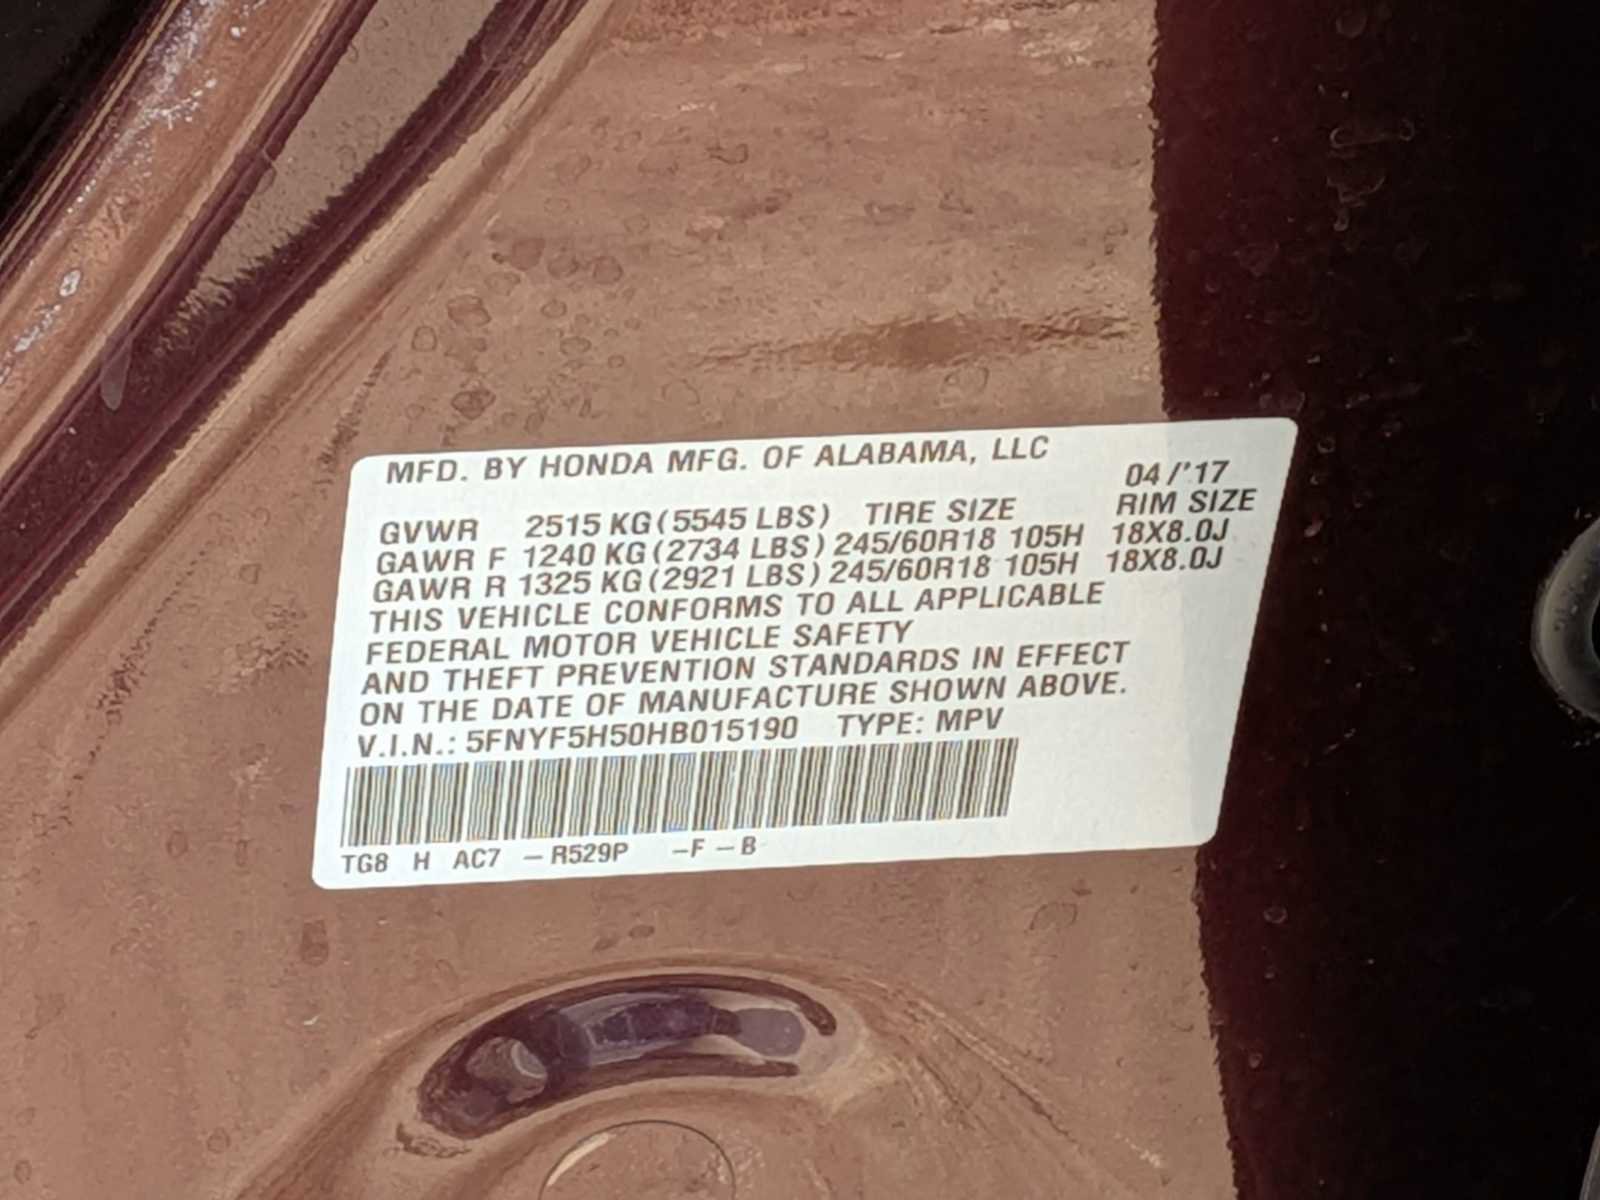 MFD. BY HONDA MFG. OF ALABAMA, LLC
04/'17
GVWR 2515 KG (5545 LBS) TIRE SIZE RIM SIZE
GAWR F 1240 KG (2734 LBS) 245/60R18 105H 18X8.0J
GAWR R 1325 KG (2921 LBS) 245/60R18 105H 18X8.0J
THIS VEHICLE CONFORMS TO ALL APPLICABLE
FEDERAL MOTOR VEHICLE SAFETY
AND THEFT PREVENTION STANDARDS IN EFFECT
ON THE DATE OF MANUFACTURE SHOWN ABOVE.
V.I.N.: 5FNYF5H50HB015190 TYPE: MPV
TG8 H AC7 – R529P –F – B